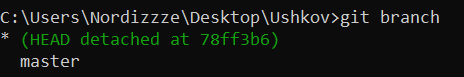 C:\Users\Nordizzze\Desktop\Ushkov>git branch
* (HEAD detached at 78ff3b6)
  master